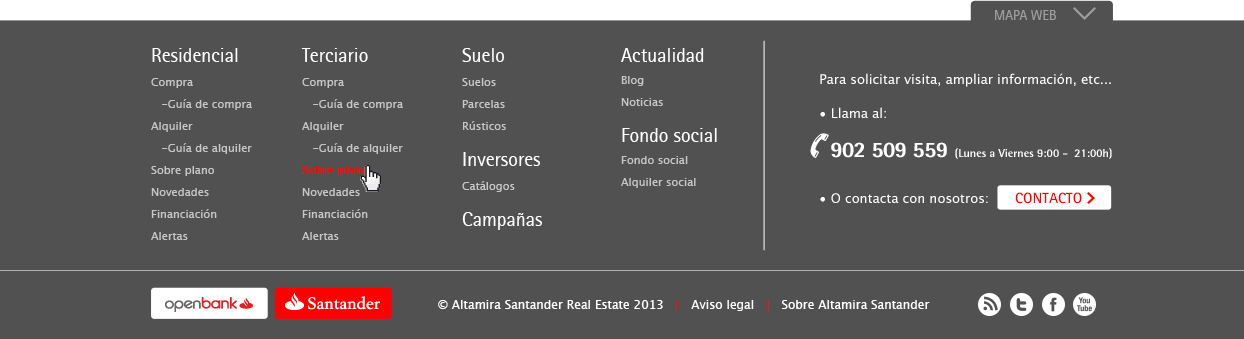 MAPA WEB
Residencial
Compra
-Guía de compra
Alquiler
-Guía de alquiler
Sobre plano
Novedades
Financiación
Alertas
Terciario
Compra
-Guía de compra
Alquiler
-Guía de alquiler
Sobre plano
Novedades
Financiación
Alertas
Suelo
Suelos
Parcelas
Rústicos
Inversores
Catálogos
Campañas
Actualidad
Blog
Noticias
Fondo social
Fondo social
Alquiler social
Para solicitar visita, ampliar información, etc...
• Llama al:
902 509 559 (Lunes a Viernes 9:00 - 21:00h)
• O contacta con nosotros: CONTACTO
openbank Santander © Altamira Santander Real Estate 2013 | Aviso legal | Sobre Altamira Santander
You
Tube